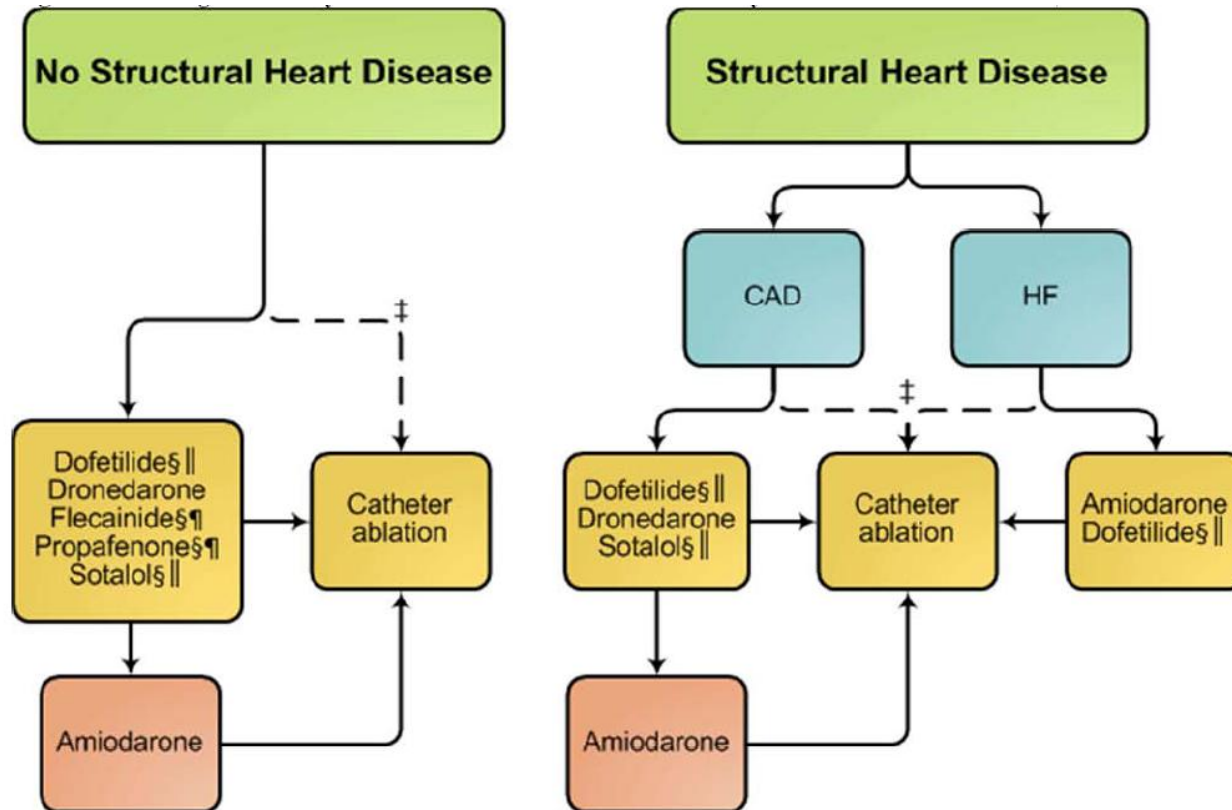 No Structural Heart Disease
‡
Dofetilide§‖
Dronedarone
Flecainide§¶
Propafenone§¶
Sotalol§‖
Catheter
ablation
Amiodarone
Structural Heart Disease
CAD
HF
‡
Dofetilide§‖
Dronedarone
Sotalol§‖
Catheter
ablation
Amiodarone
Dofetilide§‖
Amiodarone